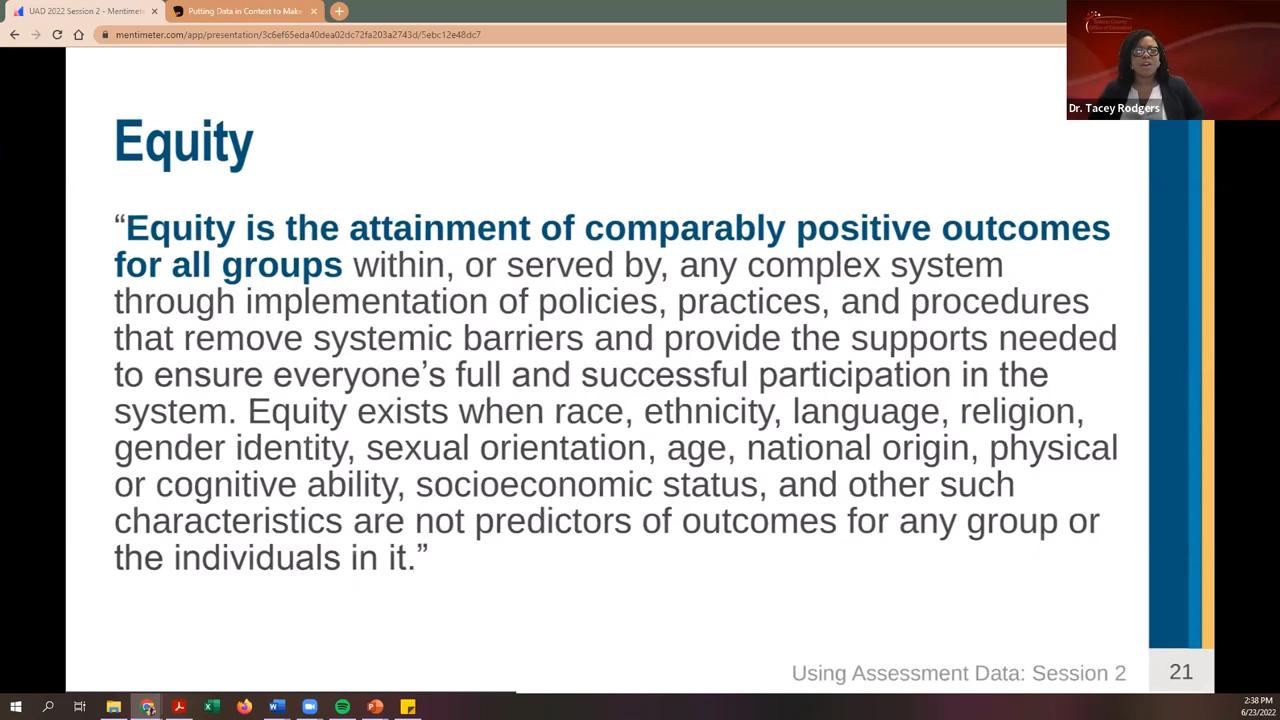 UAD 2022 Session 2 - Mentimete
Putting Data in Context to Make
mentimeter.com/app/presentation/3c6ef65eda40dea02dc72fa203a2743d/5ebc12e48dc7
Dr. Tacey Rodgers
Equity
“Equity is the attainment of comparably positive outcomes
for all groups within, or served by, any complex system
through implementation of policies, practices, and procedures
that remove systemic barriers and provide the supports needed
to ensure everyone’s full and successful participation in the
system. Equity exists when race, ethnicity, language, religion,
gender identity, sexual orientation, age, national origin, physical
or cognitive ability, socioeconomic status, and other such
characteristics are not predictors of outcomes for any group or
the individuals in it.”
Using Assessment Data: Session 2
21
2:38 PM
6/23/2022